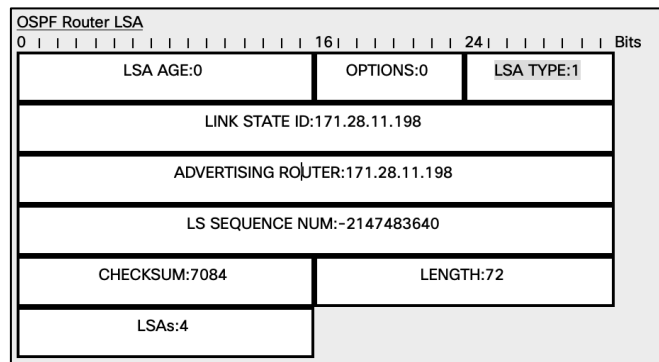 OSPF Router LSA
0 16 24 Bits
LSA AGE:0 OPTIONS:0 LSA TYPE:1
LINK STATE ID:171.28.11.198
ADVERTISING ROUTER:171.28.11.198
LS SEQUENCE NUM:-2147483640
CHECKSUM:7084 LENGTH:72
LSAs:4